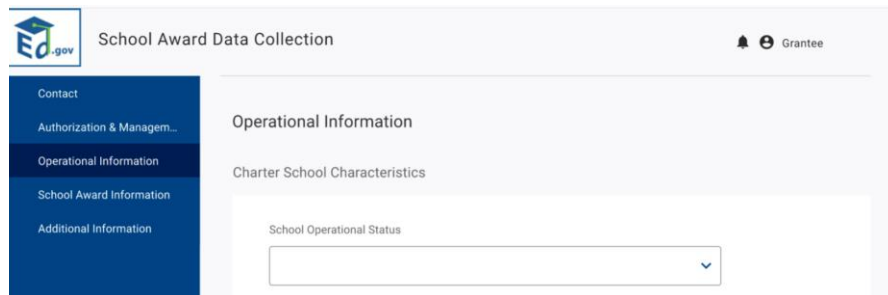 Ed.gov
School Award Data Collection
Grantee
Contact
Authorization & Managem...
Operational Information
School Award Information
Additional Information
Operational Information
Charter School Characteristics
School Operational Status